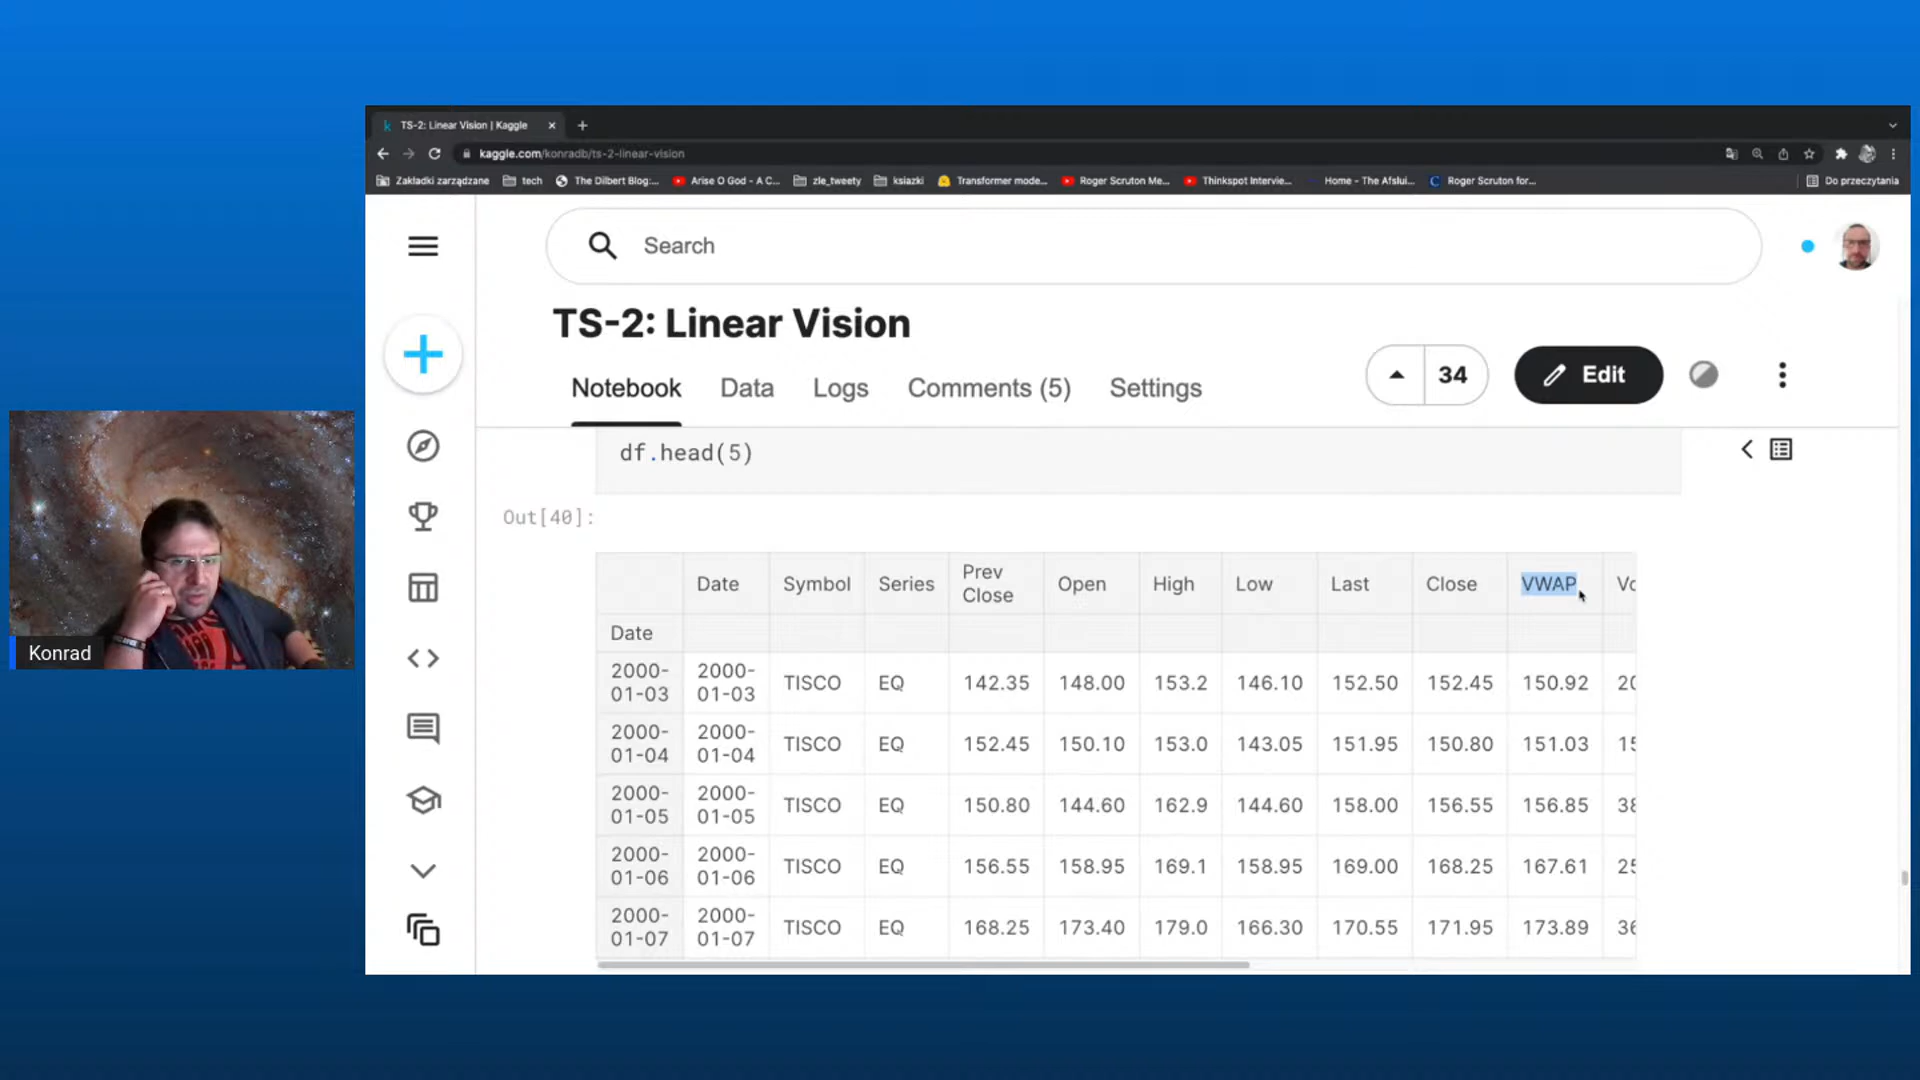 TS-2: Linear Vision | Kaggle
kaggle.com/konradb/ts-2-linear-vision
Zakładki zarządzane tech The Dilbert Blog:... Arise O God - A C... zle_tweety ksiazki Transformer mode... Roger Scruton Me... Thinkspot Intervie... Home - The Afslui... Roger Scruton for... Do przeczytania
Search
TS-2: Linear Vision
Notebook Data Logs Comments (5) Settings
34 Edit
df.head(5)
Out[40]:
Date Symbol Series Prev Close Open High Low Last Close VWAP Vo
Date
2000-01-03 2000-01-03 TISCO EQ 142.35 148.00 153.2 146.10 152.50 152.45 150.92 20
2000-01-04 2000-01-04 TISCO EQ 152.45 150.10 153.0 143.05 151.95 150.80 151.03 15
2000-01-05 2000-01-05 TISCO EQ 150.80 144.60 162.9 144.60 158.00 156.55 156.85 38
2000-01-06 2000-01-06 TISCO EQ 156.55 158.95 169.1 158.95 169.00 168.25 167.61 25
2000-01-07 2000-01-07 TISCO EQ 168.25 173.40 179.0 166.30 170.55 171.95 173.89 36
Konrad